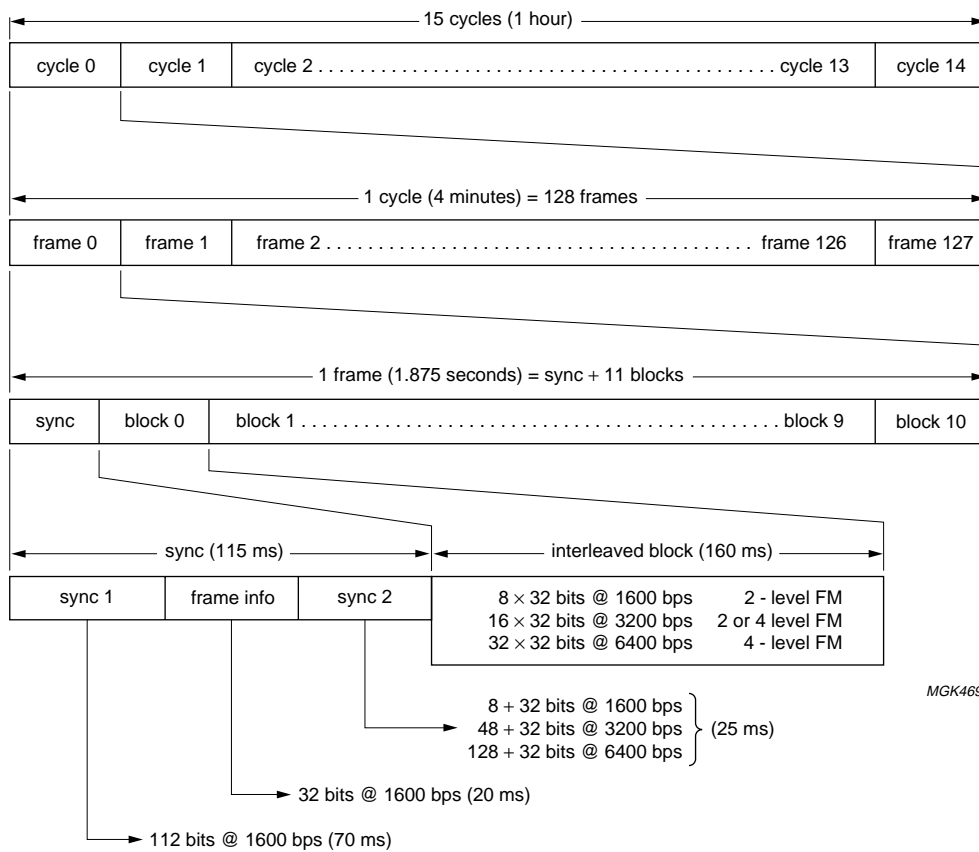 15 cycles (1 hour)
cycle 0 cycle 1 cycle 2 . . . . . . . . . . . . . . . . . . . . . . . . . . . . . . . . . . . cycle 13 cycle 14
1 cycle (4 minutes) = 128 frames
frame 0 frame 1 frame 2 . . . . . . . . . . . . . . . . . . . . . . . . . . . . . . . . . frame 126 frame 127
1 frame (1.875 seconds) = sync + 11 blocks
sync block 0 block 1 . . . . . . . . . . . . . . . . . . . . . . . . . . . . . . . . . . . . . block 9 block 10
sync (115 ms) interleaved block (160 ms)
sync 1 frame info sync 2
8 × 32 bits @ 1600 bps 2 - level FM
16 × 32 bits @ 3200 bps 2 or 4 level FM
32 × 32 bits @ 6400 bps 4 - level FM
MGK469
8 + 32 bits @ 1600 bps
48 + 32 bits @ 3200 bps (25 ms)
128 + 32 bits @ 6400 bps
32 bits @ 1600 bps (20 ms)
112 bits @ 1600 bps (70 ms)